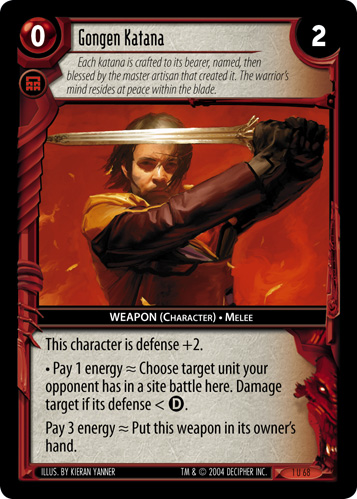 0 Gongen Katana 2
Each katana is crafted to its bearer, named, then
blessed by the master artisan that created it. The warrior's
mind resides at peace within the blade.
WEAPON (CHARACTER) • MELEE
This character is defense +2.
• Pay 1 energy ≈ Choose target unit your
opponent has in a site battle here. Damage
target if its defense < D.
Pay 3 energy ≈ Put this weapon in its owner's
hand.
ILLUS. BY KIERAN YANNER TM & © 2004 DECIPHER INC. 1 U 68